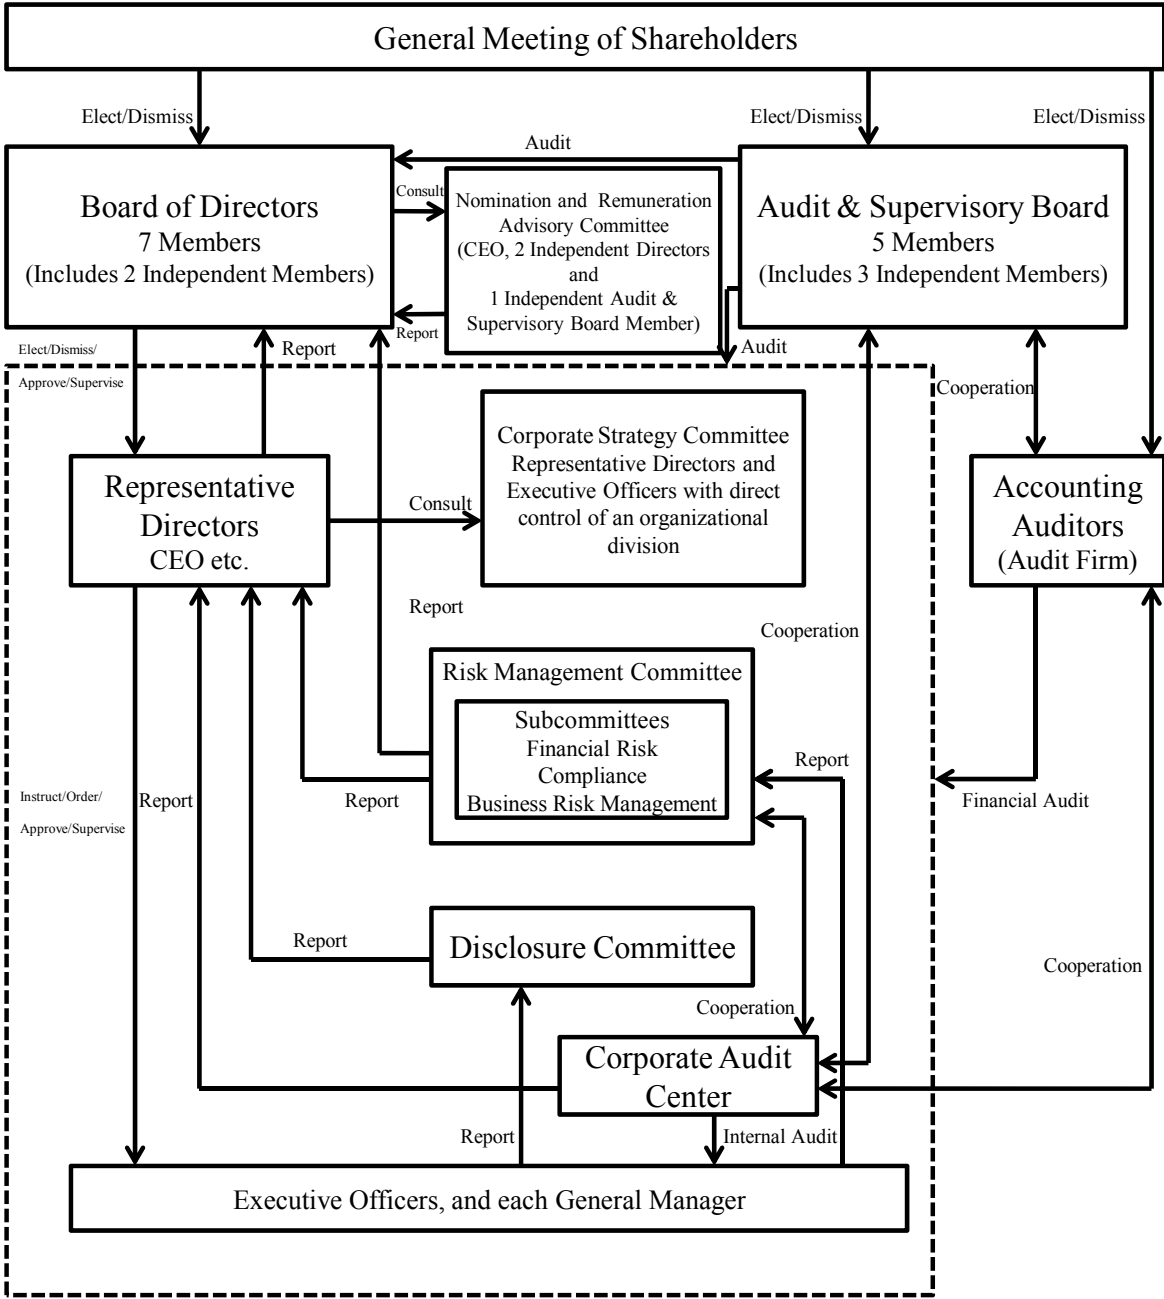 General Meeting of Shareholders
Elect/Dismiss
Elect/Dismiss
Elect/Dismiss
Audit
Board of Directors
7 Members
(Includes 2 Independent Members)
Consult
Nomination and Remuneration
Advisory Committee
(CEO, 2 Independent Directors
and
1 Independent Audit &
Supervisory Board Member)
Report
Audit & Supervisory Board
5 Members
(Includes 3 Independent Members)
Elect/Dismiss/
Approve/Supervise
Report
Audit
Cooperation
Representative
Directors
CEO etc.
Consult
Corporate Strategy Committee
Representative Directors and
Executive Officers with direct
control of an organizational
division
Accounting
Auditors
(Audit Firm)
Report
Cooperation
Risk Management Committee
Subcommittees
Financial Risk
Compliance
Business Risk Management
Report
Instruct/Order/
Approve/Supervise
Report
Report
Financial Audit
Report
Disclosure Committee
Cooperation
Cooperation
Corporate Audit
Center
Report
Internal Audit
Executive Officers, and each General Manager